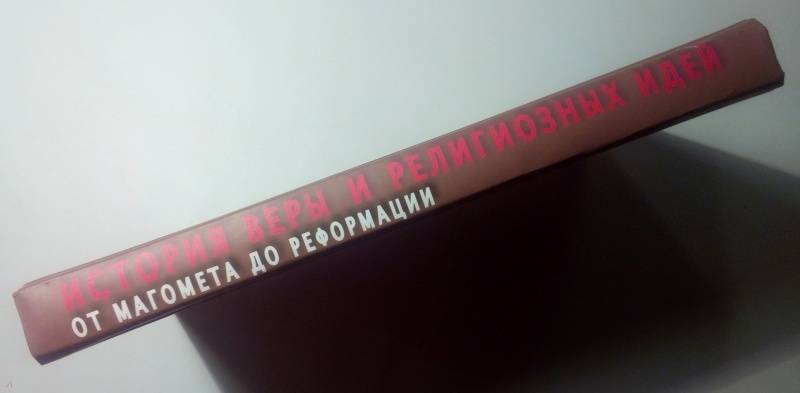 ИСТОРИЯ ВЕРЫ И РЕЛИГИОЗНЫХ ИДЕЙ
ОТ МАГОМЕТА ДО РЕФОРМАЦИИ